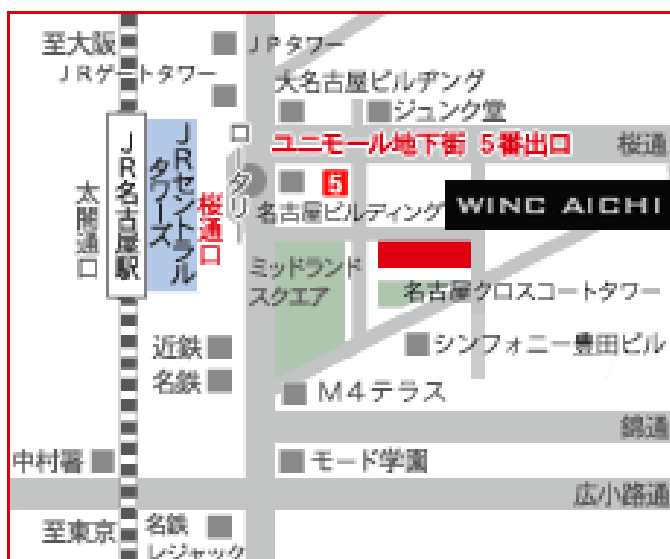 至大阪
JPタワー
JRゲートタワー
大名古屋ビルヂング
ジュンク堂
ロータリー
ユニモール地下街 5番出口
桜通
JR名古屋駅
JRセントラル
タワーズ
桜通口
太閤通口
5
名古屋ビルディング
WINC AICHI
ミッドランド
スクエア
名古屋クロスコートタワー
近鉄
シンフォニー豊田ビル
名鉄
M4テラス
錦通
中村署
モード学園
広小路通
至東京
名鉄
レジャック